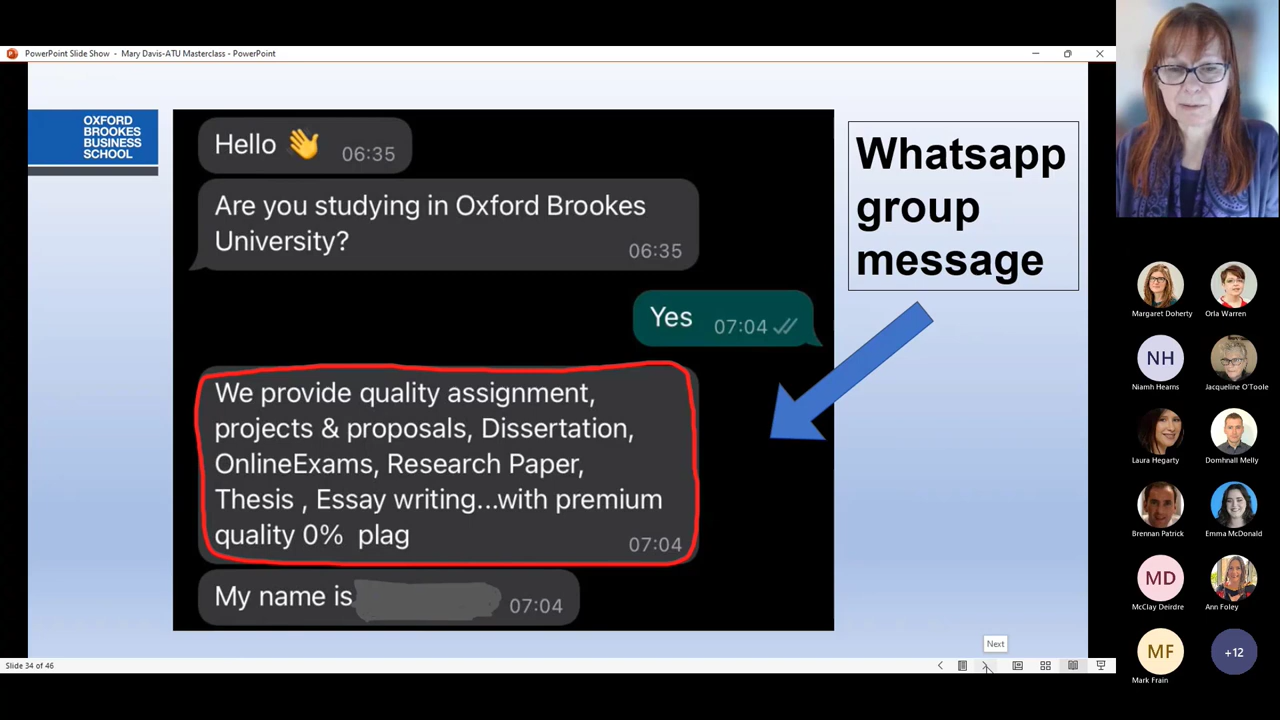 PowerPoint Slide Show - Mary Davis-ATU Masterclass - PowerPoint
OXFORD
BROOKES
BUSINESS
SCHOOL
Hello 👋 06:35
Are you studying in Oxford Brookes
University?
06:35
Yes 07:04
We provide quality assignment,
projects & proposals, Dissertation,
OnlineExams, Research Paper,
Thesis , Essay writing...with premium
quality 0% plag
07:04
My name is
07:04
Whatsapp
group
message
Margaret Doherty
Orla Warren
NH
Niamh Hearns
Jacqueline O'Toole
Laura Hegarty
Domhnall Melly
Brennan Patrick
Emma McDonald
MD
McClay Deirdre
Ann Foley
MF
Mark Frain
+12
Next
Slide 34 of 46